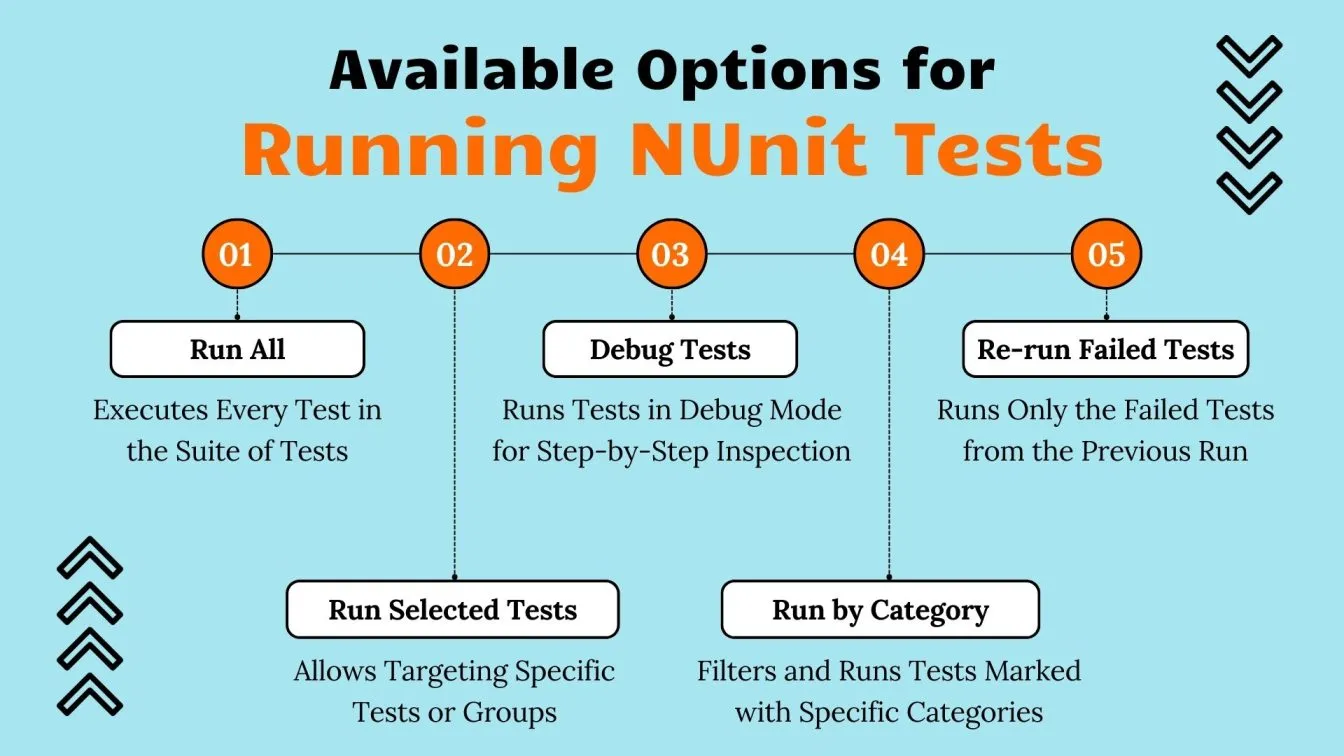 Available Options for
Running NUnit Tests
01
02
03
04
05
Run All
Executes Every Test in
the Suite of Tests
Run Selected Tests
Allows Targeting Specific
Tests or Groups
Debug Tests
Runs Tests in Debug Mode
for Step-by-Step Inspection
Run by Category
Filters and Runs Tests Marked
with Specific Categories
Re-run Failed Tests
Runs Only the Failed Tests
from the Previous Run